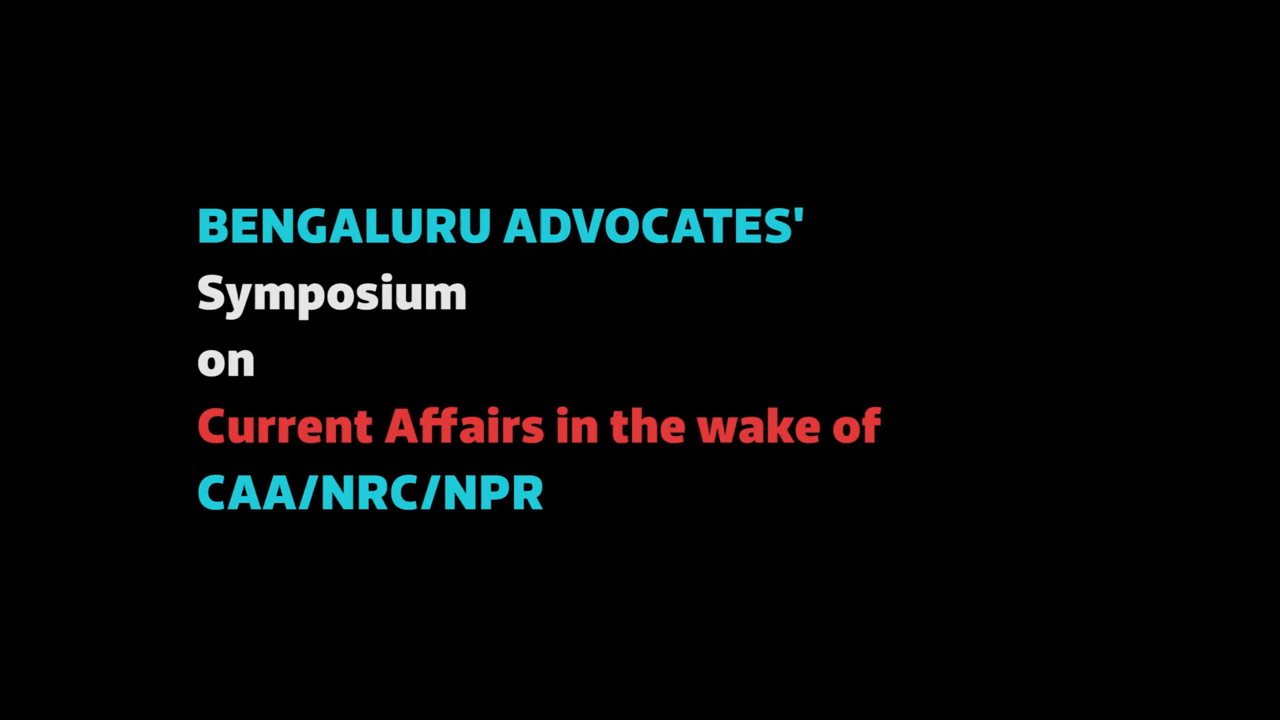 BENGALURU ADVOCATES'
Symposium
on
Current Affairs in the wake of
CAA/NRC/NPR